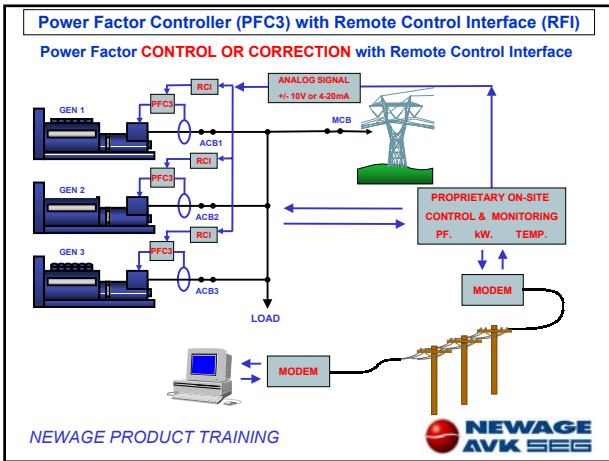 Power Factor Controller (PFC3) with Remote Control Interface (RFI)
Power Factor CONTROL OR CORRECTION with Remote Control Interface
GEN 1
PFC3
RCI
ANALOG SIGNAL
+/- 10V or 4-20mA
ACB1
MCB
GEN 2
PFC3
RCI
ACB2
GEN 3
PFC3
RCI
ACB3
LOAD
PROPRIETARY ON-SITE
CONTROL & MONITORING
PF. kW. TEMP.
MODEM
MODEM
NEWAGE PRODUCT TRAINING
NEWAGE
AVK SEG